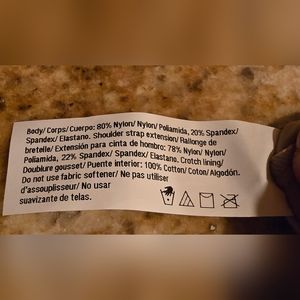 Body/ Corps/ Cuerpo: 80% Nylon/ Nylon/ Poliamida, 20% Spandex/
Spandex/ Elastano. Shoulder strap extension/ Rallonge de
bretelle/ Extensión para cinta de hombro: 78% Nylon/ Nylon/
Poliamida, 22% Spandex/ Spandex/ Elastano. Crotch lining/
Doublure gousset/ Puente interior: 100% Cotton/ Coton/ Algodón.
Do not use fabric softener/ Ne pas utiliser
d'assouplisseur/ No usar
suavizante de telas.